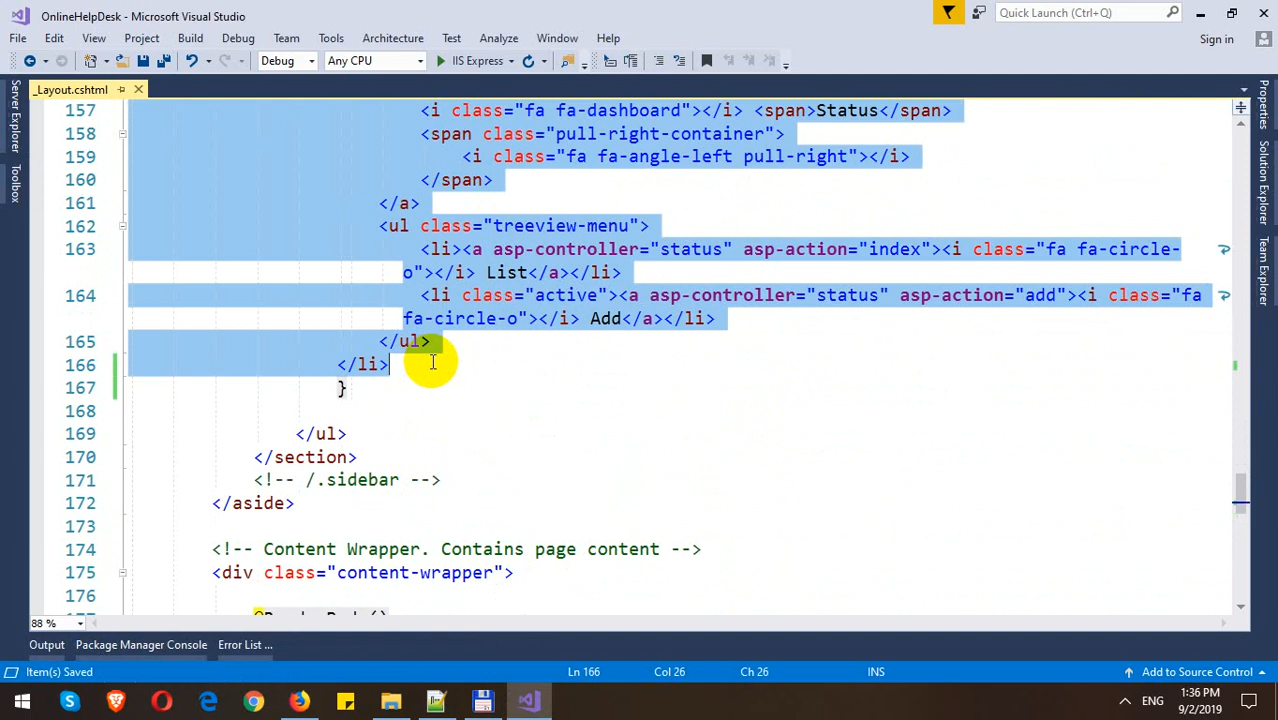 OnlineHelpDesk - Microsoft Visual Studio
Quick Launch (Ctrl+Q)
File Edit View Project Build Debug Team Tools Architecture Test Analyze Window Help
Sign in
Debug Any CPU IIS Express
_Layout.cshtml
Server Explorer
Toolbox
Properties
Solution Explorer
Team Explorer
157 <i class="fa fa-dashboard"></i> <span>Status</span>
158 <span class="pull-right-container">
159 <i class="fa fa-angle-left pull-right"></i>
160 </span>
161 </a>
162 <ul class="treeview-menu">
163 <li><a asp-controller="status" asp-action="index"><i class="fa fa-circle-
o"></i> List</a></li>
164 <li class="active"><a asp-controller="status" asp-action="add"><i class="fa
fa-circle-o"></i> Add</a></li>
165 </ul>
166 </li>
167 }
168
169 </ul>
170 </section>
171 <!-- /.sidebar -->
172 </aside>
173
174 <!-- Content Wrapper. Contains page content -->
175 <div class="content-wrapper">
176
88 %
Output Package Manager Console Error List ...
Item(s) Saved Ln 166 Col 26 Ch 26 INS Add to Source Control
ENG
1:36 PM
9/2/2019